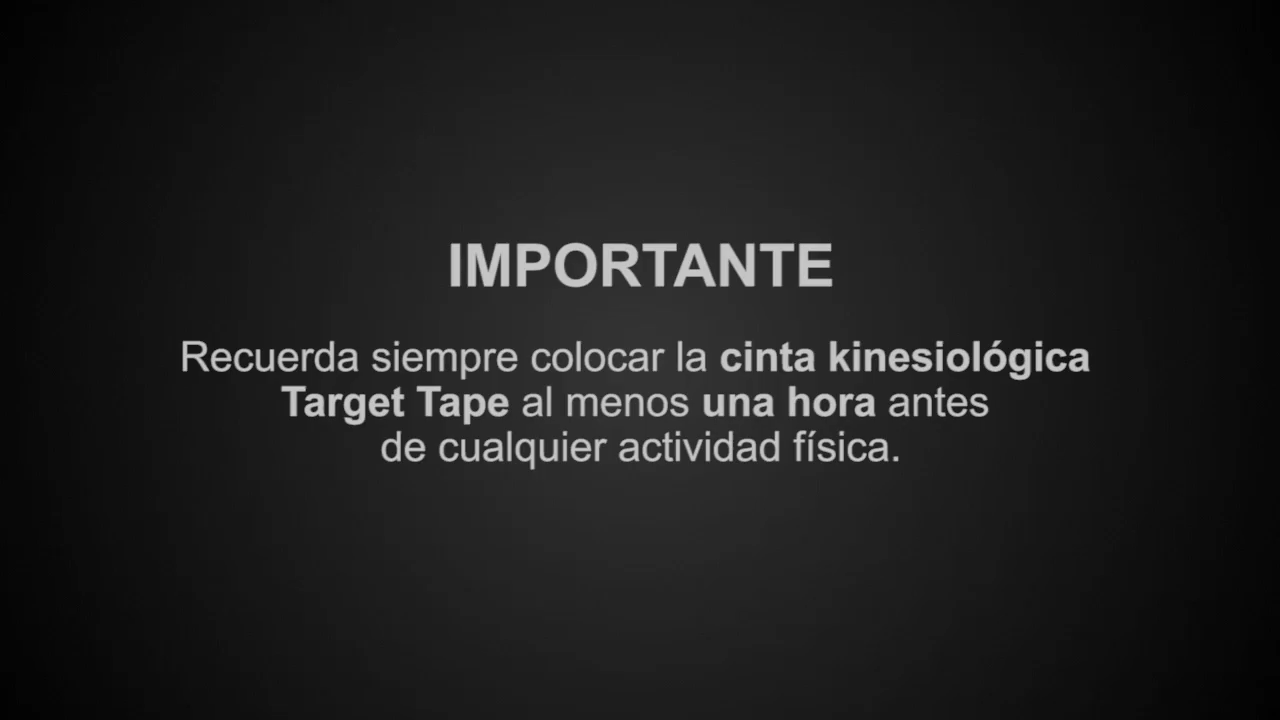 IMPORTANTE
Recuerda siempre colocar la cinta kinesiológica
Target Tape al menos una hora antes
de cualquier actividad física.